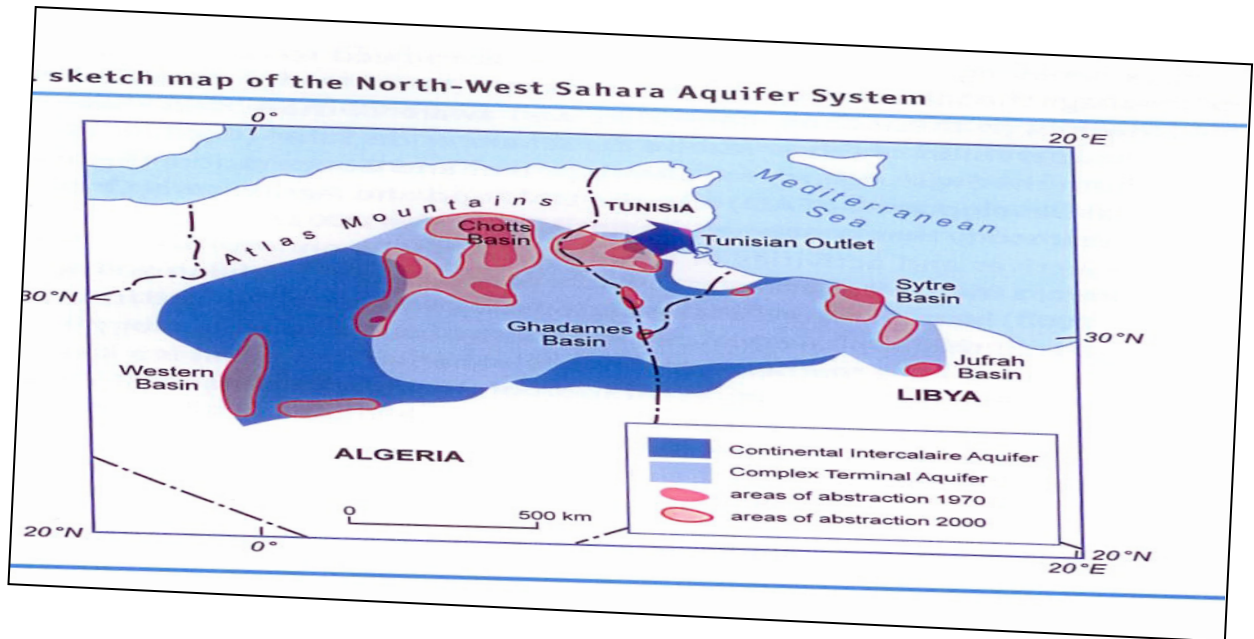 sketch map of the North-West Sahara Aquifer System
0°
20°E
Mediterranean
Sea
Atlas Mountains
TUNISIA
Chotts
Basin
Tunisian Outlet
30°N
Sytre
Basin
Ghadames
Basin
30°N
Western
Basin
Jufrah
Basin
LIBYA
ALGERIA
Continental Intercalaire Aquifer
Complex Terminal Aquifer
areas of abstraction 1970
areas of abstraction 2000
0
500 km
20°N
0°
20°N
20°E